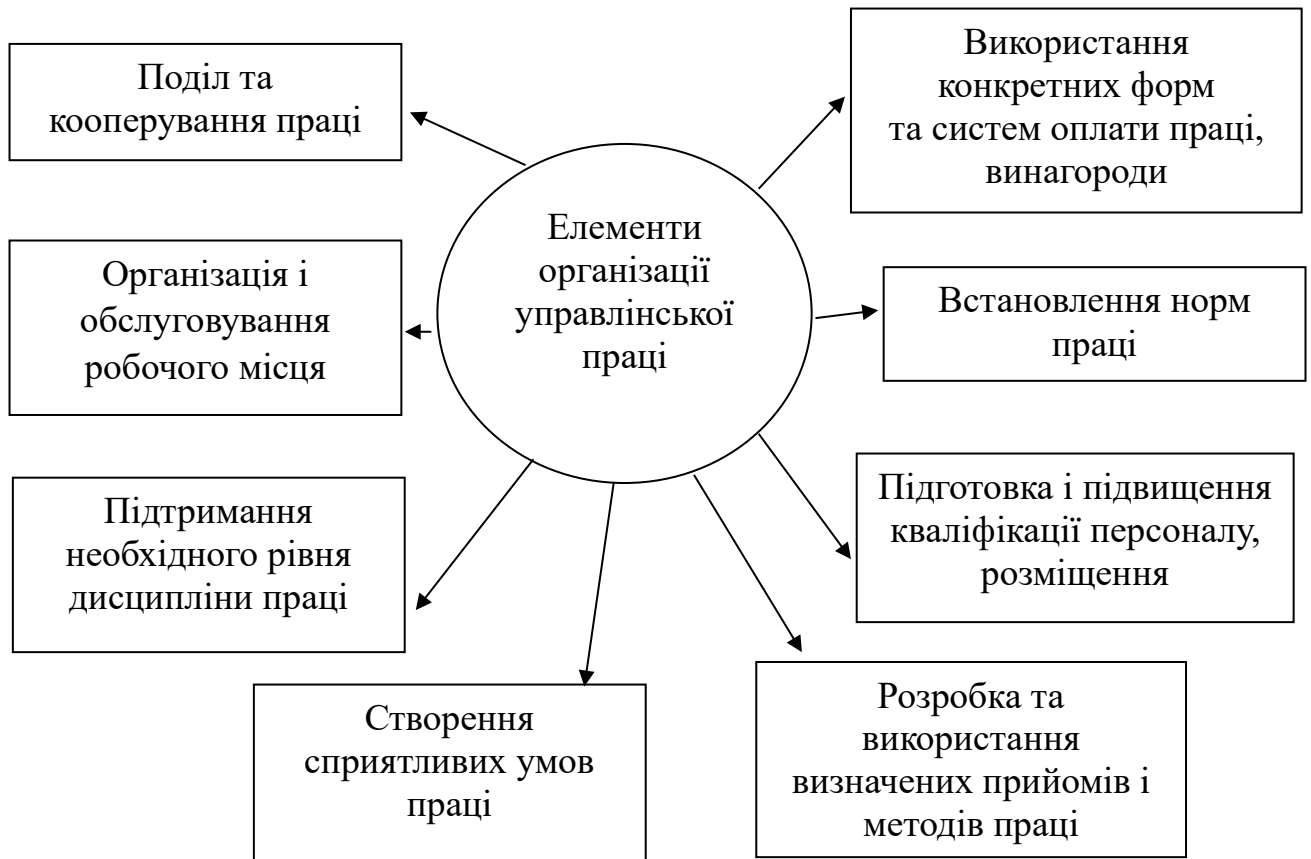 Поділ та
кооперування праці
Використання
конкретних форм
та систем оплати праці,
винагороди
Елементи
організації
управлінської
праці
Організація і
обслуговування
робочого місця
Встановлення норм
праці
Підготовка і підвищення
кваліфікації персоналу,
розміщення
Підтримання
необхідного рівня
дисципліни праці
Створення
сприятливих умов
праці
Розробка та
використання
визначених прийомів і
методів праці